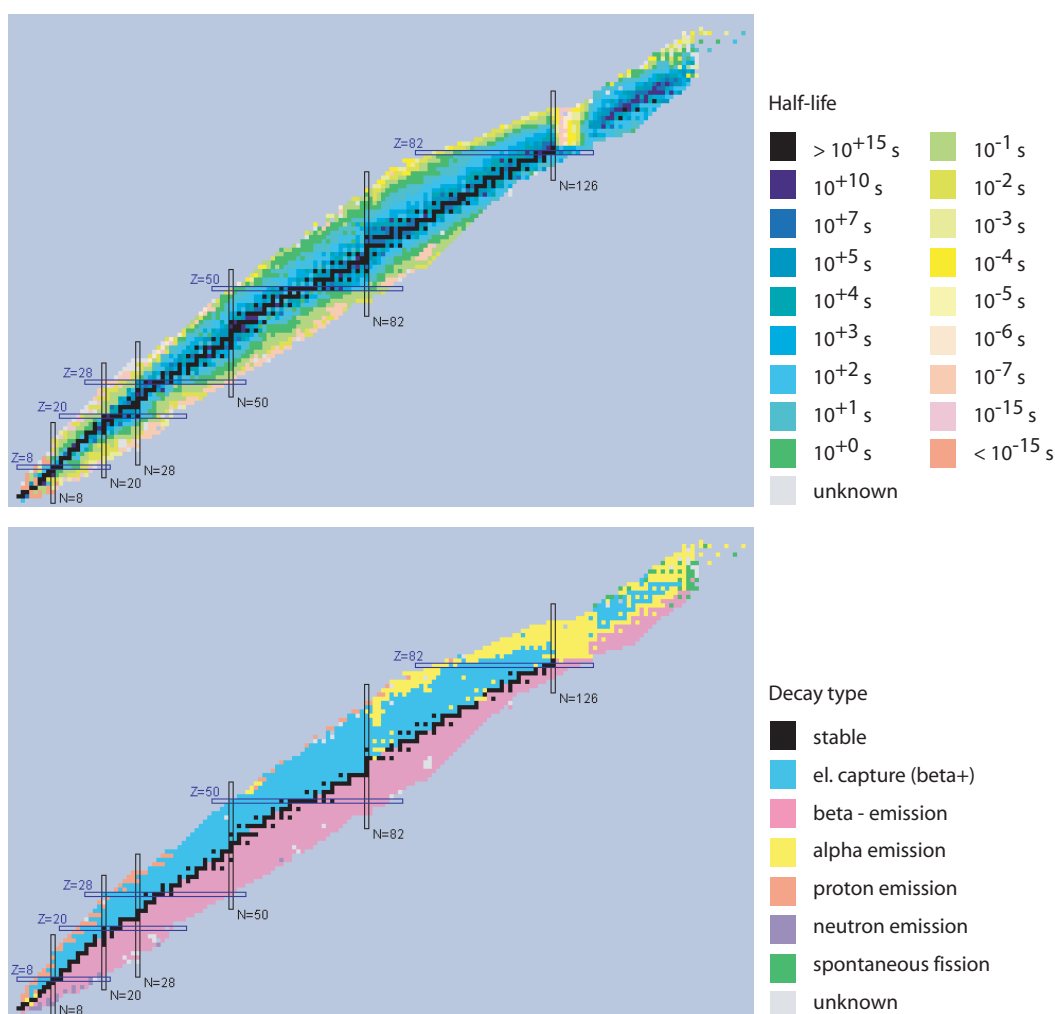 Z=82
N=126
Z=50
N=82
Z=28
N=50
Z=20
N=28
Z=8
N=20
N=8
Half-life
> 10+15 s
10+10 s
10+7 s
10+5 s
10+4 s
10+3 s
10+2 s
10+1 s
10+0 s
unknown
10-1 s
10-2 s
10-3 s
10-4 s
10-5 s
10-6 s
10-7 s
10-15 s
< 10-15 s
Z=82
N=126
Z=50
N=82
Z=28
N=50
Z=20
N=28
Z=8
N=20
N=8
Decay type
stable
el. capture (beta+)
beta - emission
alpha emission
proton emission
neutron emission
spontaneous fission
unknown